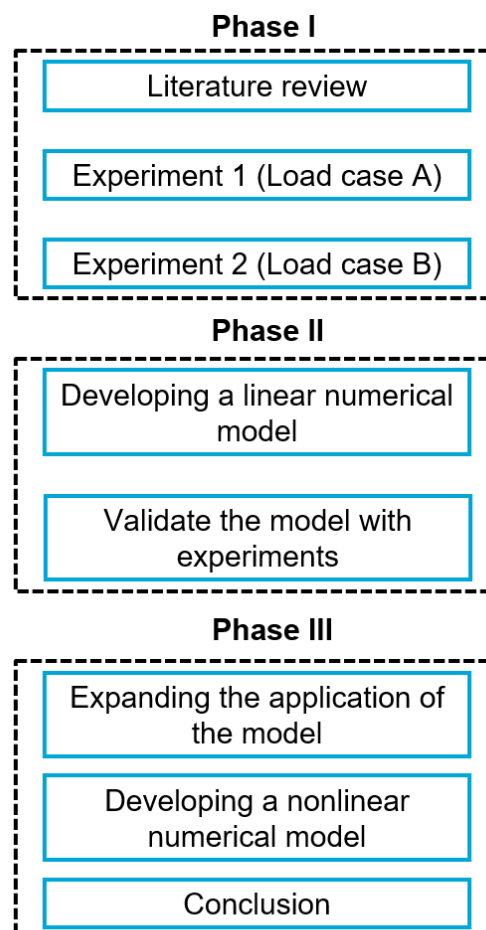 Phase I
Literature review
Experiment 1 (Load case A)
Experiment 2 (Load case B)
Phase II
Developing a linear numerical
model
Validate the model with
experiments
Phase III
Expanding the application of
the model
Developing a nonlinear
numerical model
Conclusion